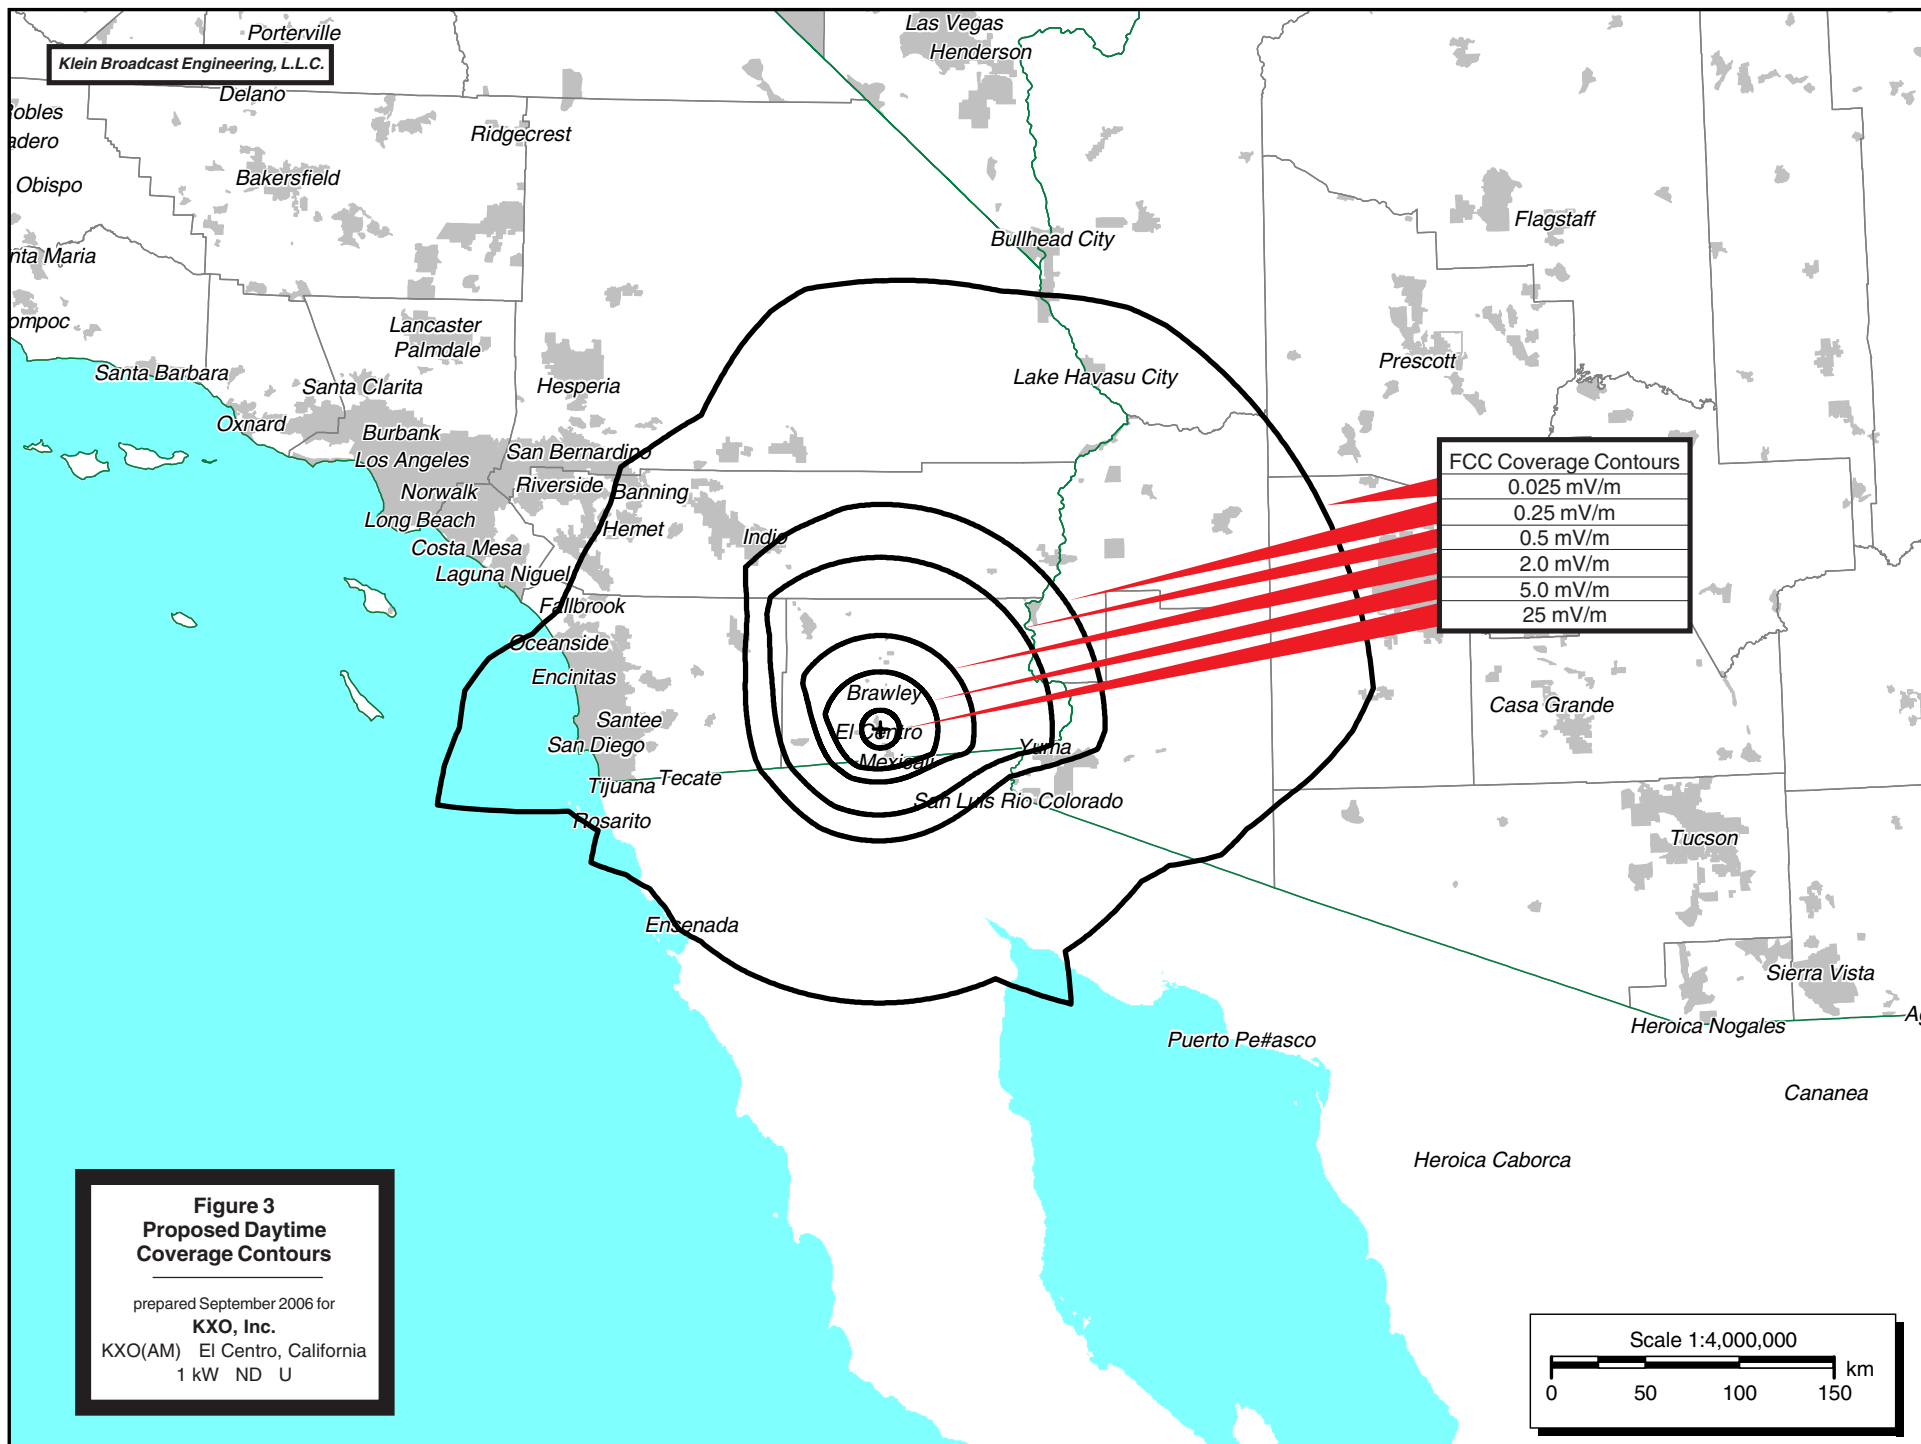 Porterville
Las Vegas
Henderson
Klein Broadcast Engineering, L.L.C.
Delano
Robles
adero
Ridgecrest
Obispo
Bakersfield
Flagstaff
Bullhead City
nta Maria
ompoc
Lancaster
Palmdale
Prescott
Santa Barbara
Santa Clarita
Hesperia
Lake Havasu City
Oxnard
Burbank
Los Angeles
San Bernardino
Norwalk
Riverside
Banning
Long Beach
Hemet
Indio
Costa Mesa
Laguna Niguel
Fallbrook
Oceanside
Encinitas
Brawley
Santee
El Centro
San Diego
Mexicali
Yuma
Tijuana
Tecate
San Luis Rio Colorado
Rosarito
Ensenada
FCC Coverage Contours
0.025 mV/m
0.25 mV/m
0.5 mV/m
2.0 mV/m
5.0 mV/m
25 mV/m
Casa Grande
Tucson
Sierra Vista
Heroica Nogales
Ag
Puerto Pe#asco
Cananea
Heroica Caborca
Figure 3
Proposed Daytime
Coverage Contours
prepared September 2006 for
KXO, Inc.
KXO(AM) El Centro, California
1 kW ND U
Scale 1:4,000,000
km
0 50 100 150